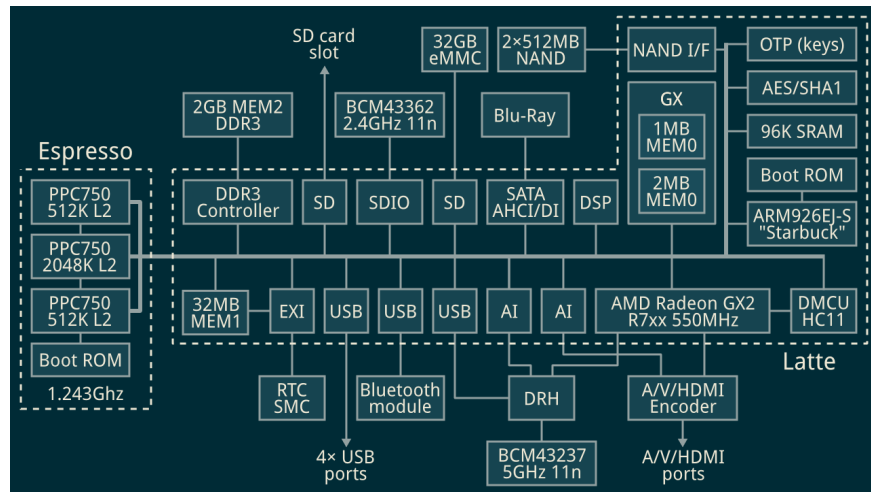 SD card
slot
32GB
eMMC
2×512MB
NAND
NAND I/F
OTP (keys)
AES/SHA1
96K SRAM
Boot ROM
ARM926EJ-S
"Starbuck"
GX
1MB
MEM0
2MB
MEM0
2GB MEM2
DDR3
BCM43362
2.4GHz 11n
Blu-Ray
Espresso
PPC750
512K L2
PPC750
2048K L2
PPC750
512K L2
Boot ROM
1.243Ghz
DDR3
Controller
SD
SDIO
SD
SATA
AHCI/DI
DSP
32MB
MEM1
EXI
USB
USB
USB
AI
AI
AMD Radeon GX2
R7xx 550MHz
DMCU
HC11
Latte
RTC
SMC
Bluetooth
module
DRH
A/V/HDMI
Encoder
4× USB
ports
BCM43237
5GHz 11n
A/V/HDMI
ports